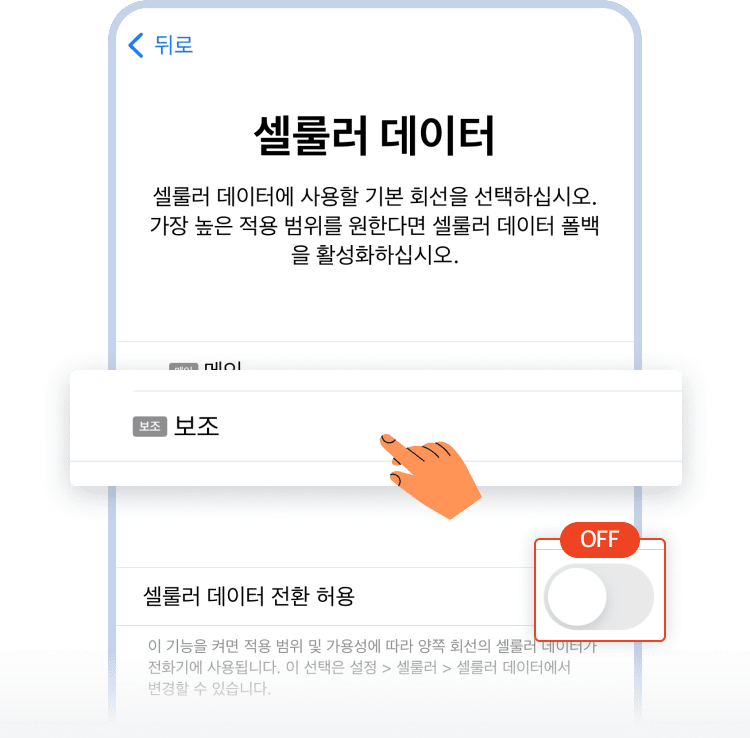 뒤로
셀룰러 데이터
셀룰러 데이터에 사용할 기본 회선을 선택하십시오.
가장 높은 적용 범위를 원한다면 셀룰러 데이터 폴백
을 활성화하십시오.
메인 메인
보조 보조
OFF
셀룰러 데이터 전환 허용
이 기능을 켜면 적용 범위 및 가용성에 따라 양쪽 회선의 셀룰러 데이터가
전화기에 사용됩니다. 이 선택은 설정 > 셀룰러 > 셀룰러 데이터에서
변경할 수 있습니다.